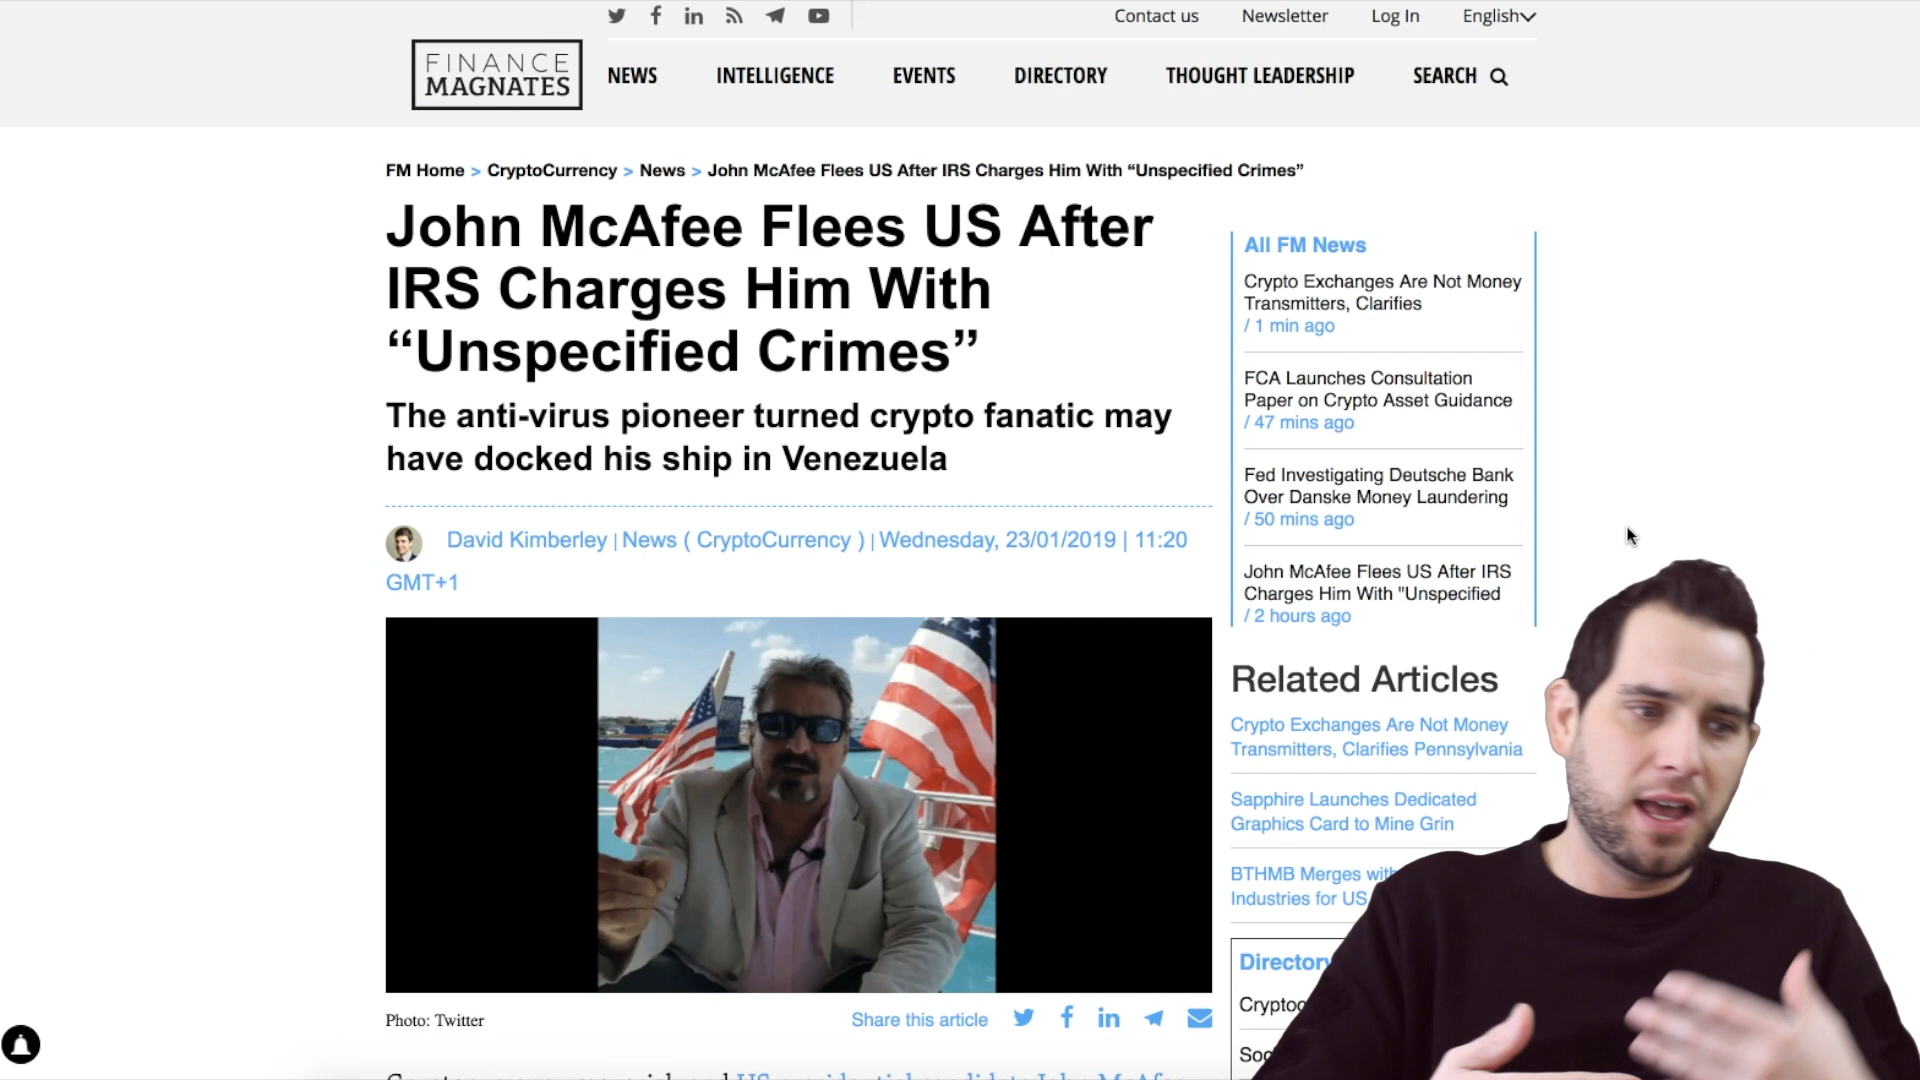 Contact us
Newsletter
Log In
English
FINANCE
MAGNATES
NEWS
INTELLIGENCE
EVENTS
DIRECTORY
THOUGHT LEADERSHIP
SEARCH
FM Home > CryptoCurrency > News > John McAfee Flees US After IRS Charges Him With “Unspecified Crimes”
John McAfee Flees US After
IRS Charges Him With
“Unspecified Crimes”
The anti-virus pioneer turned crypto fanatic may
have docked his ship in Venezuela
David Kimberley | News ( CryptoCurrency ) | Wednesday, 23/01/2019 | 11:20
GMT+1
Photo: Twitter
Share this article
All FM News
Crypto Exchanges Are Not Money
Transmitters, Clarifies
/ 1 min ago
FCA Launches Consultation
Paper on Crypto Asset Guidance
/ 47 mins ago
Fed Investigating Deutsche Bank
Over Danske Money Laundering
/ 50 mins ago
John McAfee Flees US After IRS
Charges Him With "Unspecified
/ 2 hours ago
Related Articles
Crypto Exchanges Are Not Money
Transmitters, Clarifies Pennsylvania
Sapphire Launches Dedicated
Graphics Card to Mine Grin
BTHMB Merges with
Industries for US
Directory